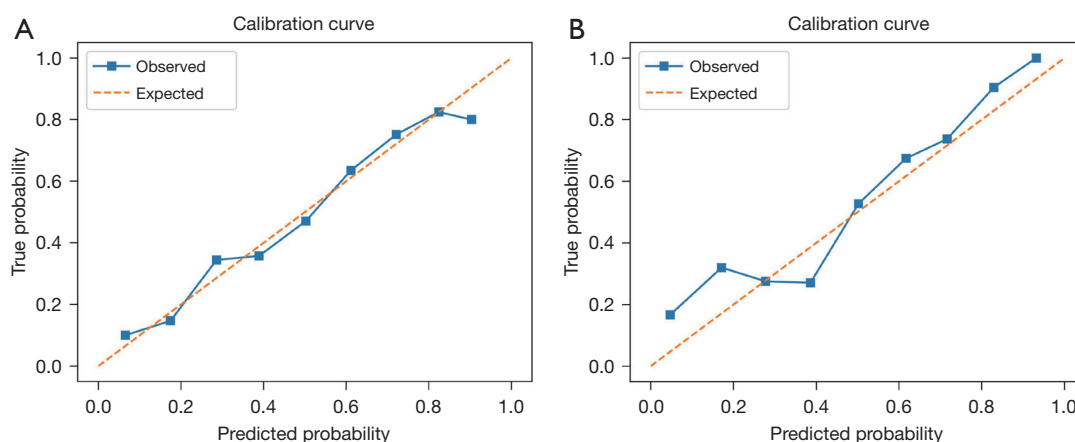 A
Calibration curve
Observed
Expected
1.0
0.8
0.6
0.4
0.2
0.0
True probability
0.0 0.2 0.4 0.6 0.8 1.0
Predicted probability
B
Calibration curve
Observed
Expected
1.0
0.8
0.6
0.4
0.2
0.0
True probability
0.0 0.2 0.4 0.6 0.8 1.0
Predicted probability